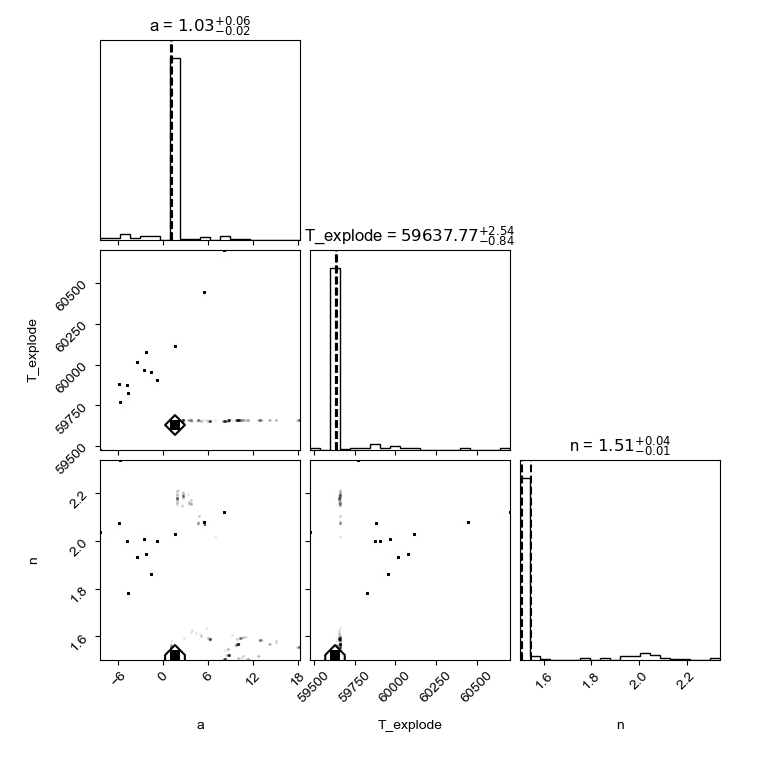 a = 1.03+0.06 −0.02
T_explode = 59637.77+2.54 −0.84
60500
60250
60000
59750
59500
T_explode
n = 1.51+0.04 −0.01
2.2
2.0
1.8
1.6
n
−6 0 6 12 18
59500 59750 60000 60250 60500
1.6 1.8 2.0 2.2
a T_explode n